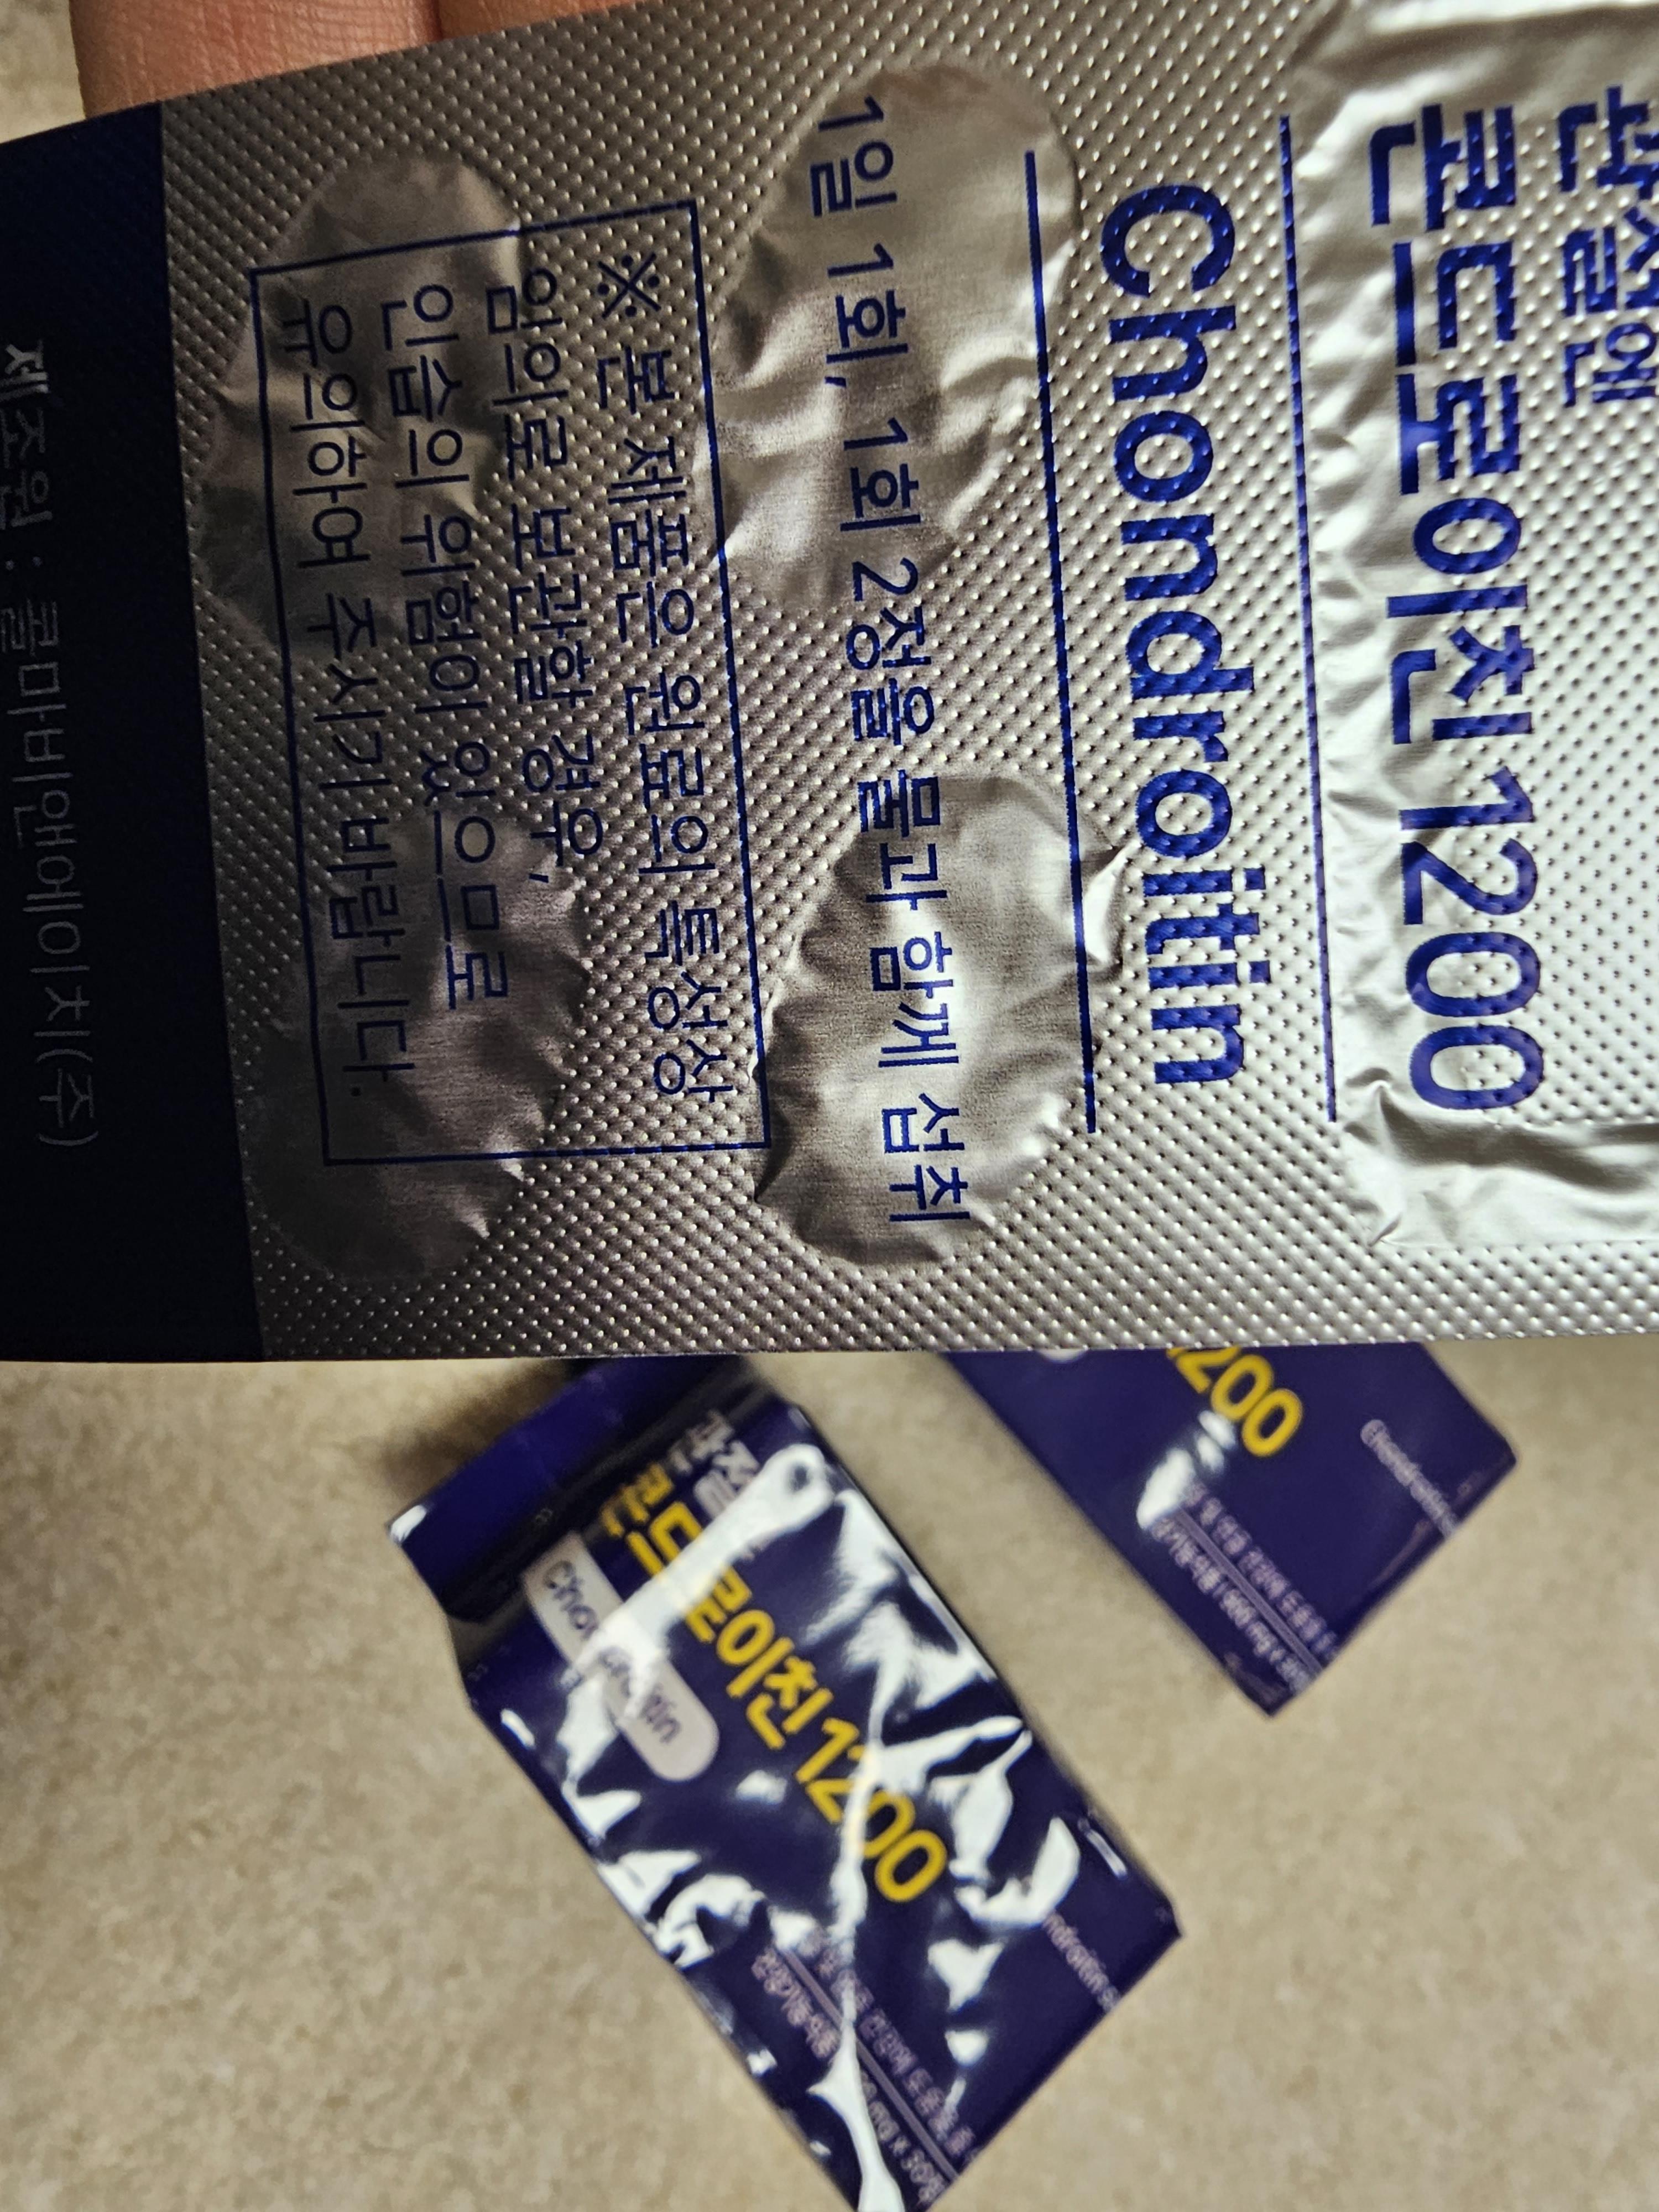 관절엔
콘드로이친1200
Chondroitin
1일 1회, 1회 2정을 물과 함께 섭취
※ 본 제품은 원료의 특성상
임의로 보관할 경우,
인습의 위험이 있으므로
유의하여 주시기 바랍니다.
제조원 : 콜마비앤에이치(주)
관절
콘드로이친1200
1200
Chondroitin